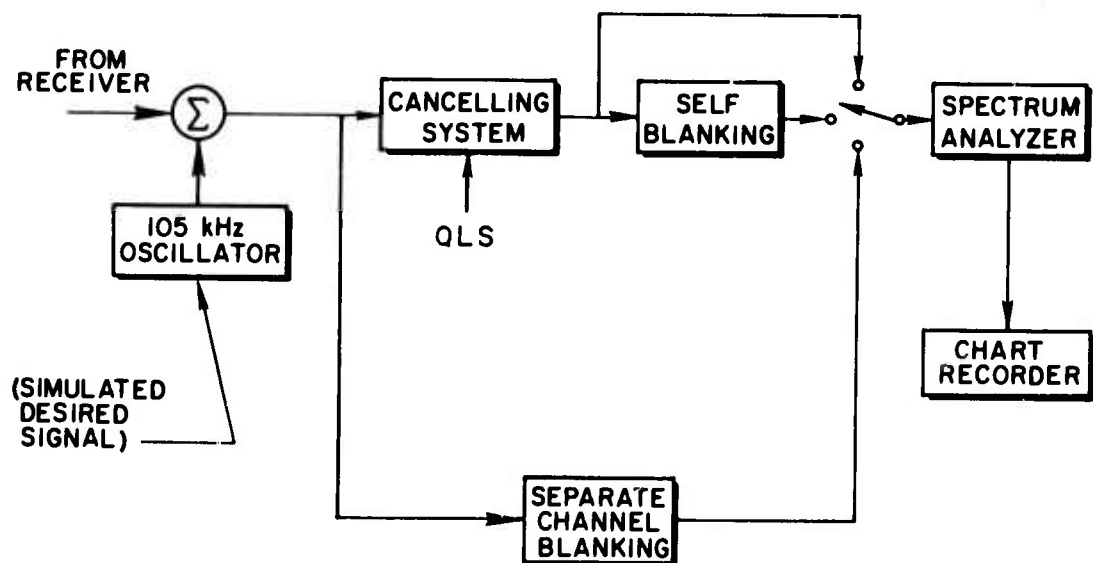 FROM
RECEIVER
Σ
CANCELLING
SYSTEM
SELF
BLANKING
SPECTRUM
ANALYZER
105 kHz
OSCILLATOR
QLS
(SIMULATED
DESIRED
SIGNAL)
CHART
RECORDER
SEPARATE
CHANNEL
BLANKING